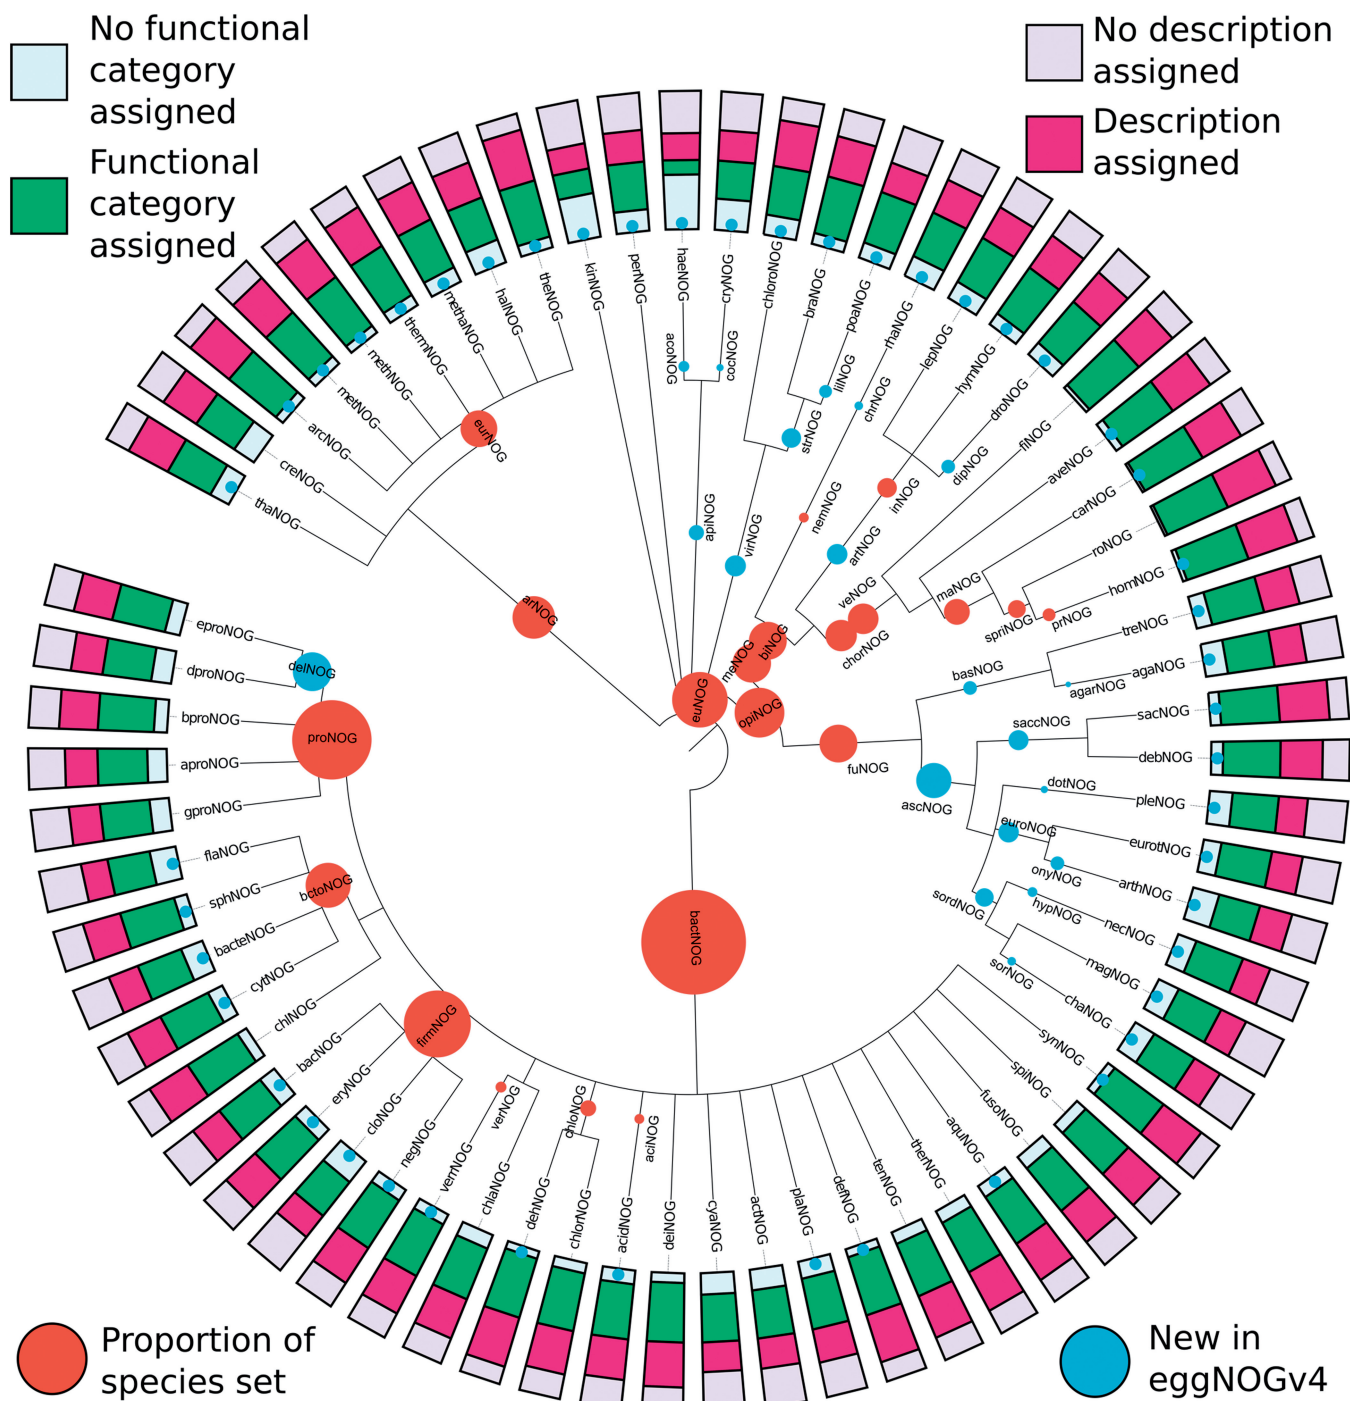 No functional
category
assigned
Functional
category
assigned
No description
assigned
Description
assigned
thaNOG
creNOG
arcNOG
metNOG
methNOG
thermNOG
methaNOG
halNOG
theNOG
kinNOG
perNOG
haeNOG
cryNOG
chloroNOG
braNOG
poaNOG
rhaNOG
lepNOG
hymNOG
droNOG
fiNOG
aveNOG
carNOG
roNOG
homNOG
treNOG
agaNOG
sacNOG
debNOG
pleNOG
eurotNOG
arthNOG
necNOG
magNOG
chaNOG
synNOG
spiNOG
fusoNOG
aquNOG
therNOG
tenNOG
defNOG
plaNOG
actNOG
cyaNOG
delNOG
acidNOG
chlorNOG
dehNOG
chlaNOG
verrNOG
negNOG
cloNOG
eryNOG
bacNOG
chlNOG
cytNOG
bacteNOG
sphNOG
flaNOG
gproNOG
aproNOG
bproNOG
dproNOG
eproNOG
eurNOG
arNOG
acoNOG
cocNOG
apiNOG
virNOG
strNOG
lilNOG
chrNOG
nemNOG
artNOG
inNOG
dipNOG
veNOG
chorNOG
maNOG
spriNOG
prNOG
biNOG
meNOG
euNOG
opiNOG
fuNOG
basNOG
agarNOG
saccNOG
ascNOG
dotNOG
euroNOG
onyNOG
sordNOG
hypNOG
sorNOG
delNOG
proNOG
bctoNOG
firmNOG
bactNOG
verNOG
chloNOG
aciNOG
Proportion of
species set
New in
eggNOGv4